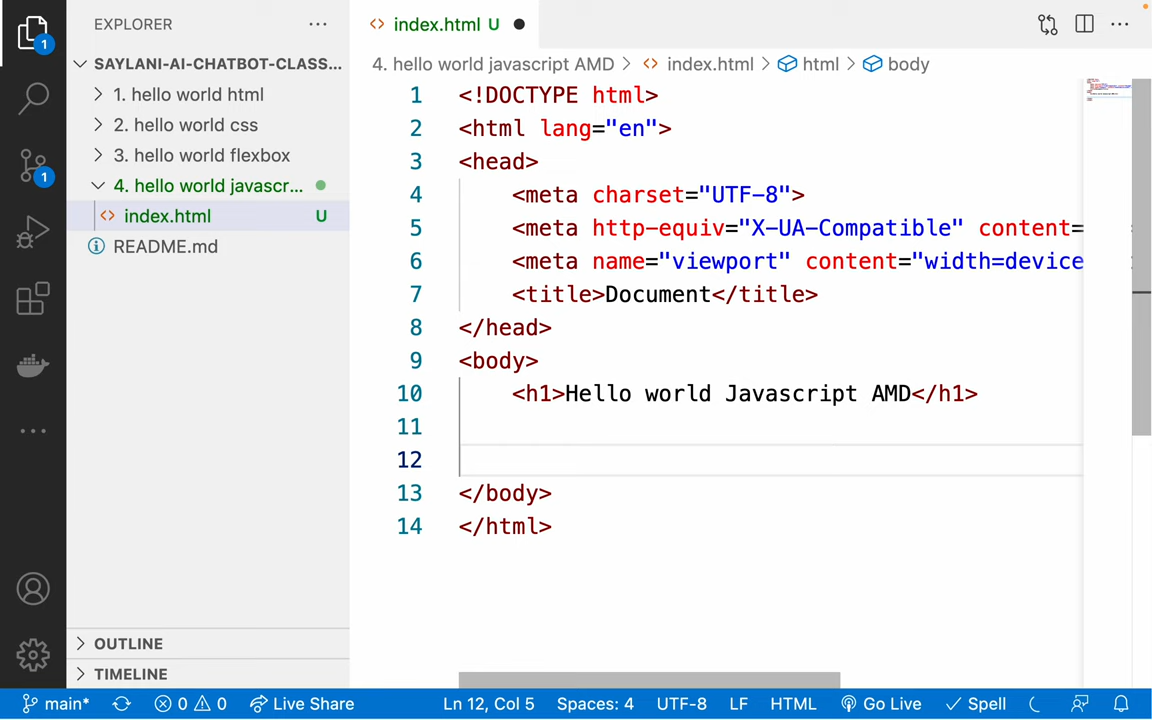 EXPLORER
index.html U
SAYLANI-AI-CHATBOT-CLASS...
4. hello world javascript AMD > index.html > html > body
1. hello world html
2. hello world css
3. hello world flexbox
4. hello world javascr...
index.html U
README.md
1
1
1 <!DOCTYPE html>
2 <html lang="en">
3 <head>
4 <meta charset="UTF-8">
5 <meta http-equiv="X-UA-Compatible" content=
6 <meta name="viewport" content="width=device
7 <title>Document</title>
8 </head>
9 <body>
10 <h1>Hello world Javascript AMD</h1>
11
12
13 </body>
14 </html>
OUTLINE
TIMELINE
main* 0 0 Live Share Ln 12, Col 5 Spaces: 4 UTF-8 LF HTML Go Live Spell